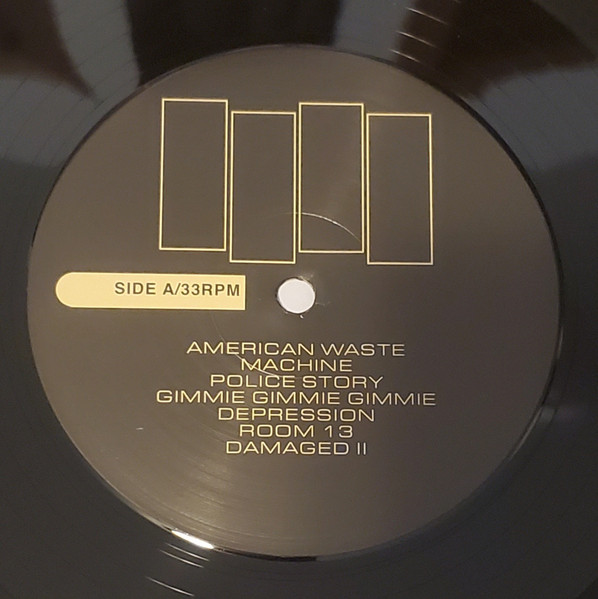 SIDE A/33RPM
AMERICAN WASTE
MACHINE
POLICE STORY
GIMMIE GIMMIE GIMMIE
DEPRESSION
ROOM 13
DAMAGED II